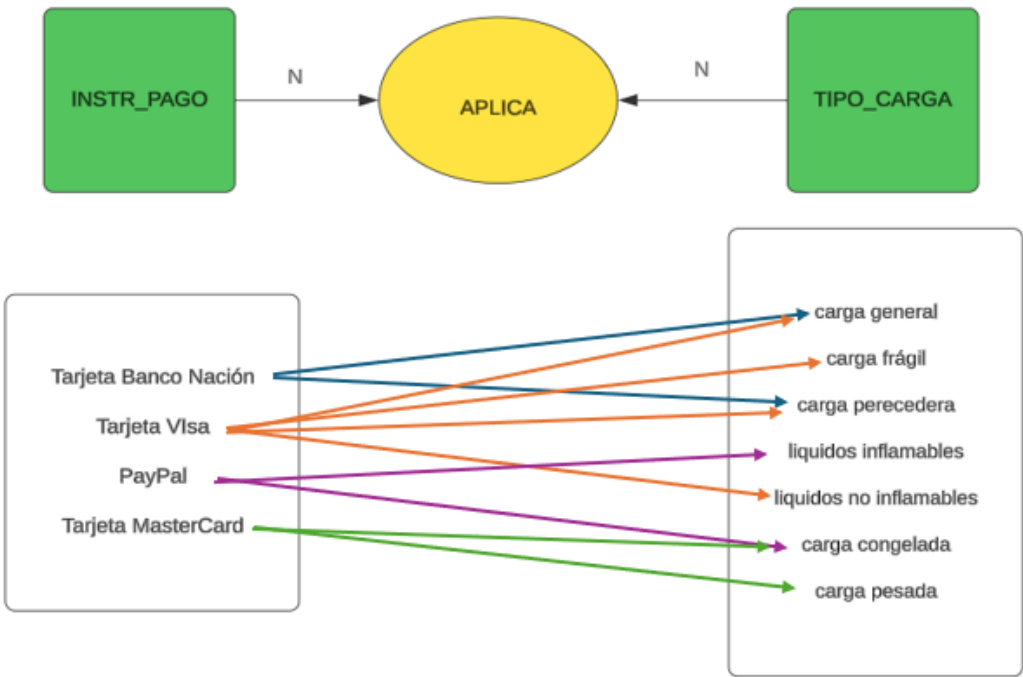 INSTR_PAGO
N
APLICA
N
TIPO_CARGA
Tarjeta Banco Nación
Tarjeta VIsa
PayPal
Tarjeta MasterCard
carga general
carga frágil
carga perecedera
liquidos inflamables
liquidos no inflamables
carga congelada
carga pesada